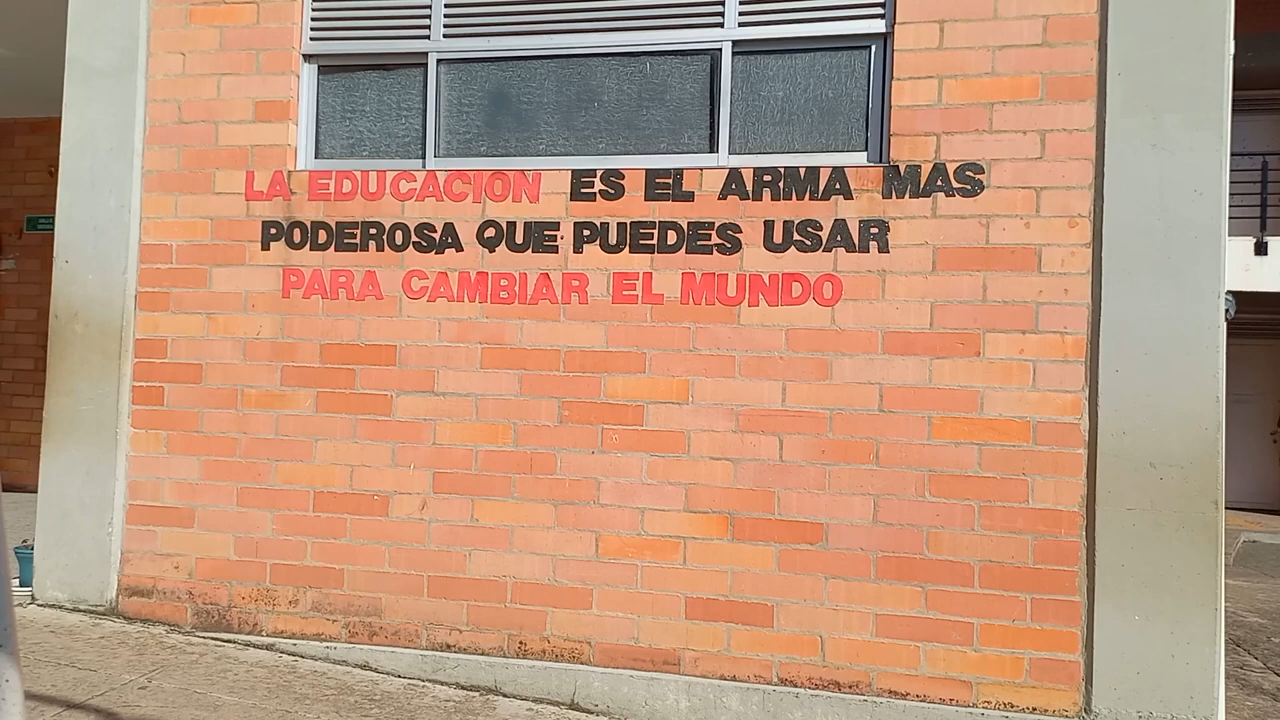 LA EDUCACION ES EL ARMA MAS
PODEROSA QUE PUEDES USAR
PARA CAMBIAR EL MUNDO